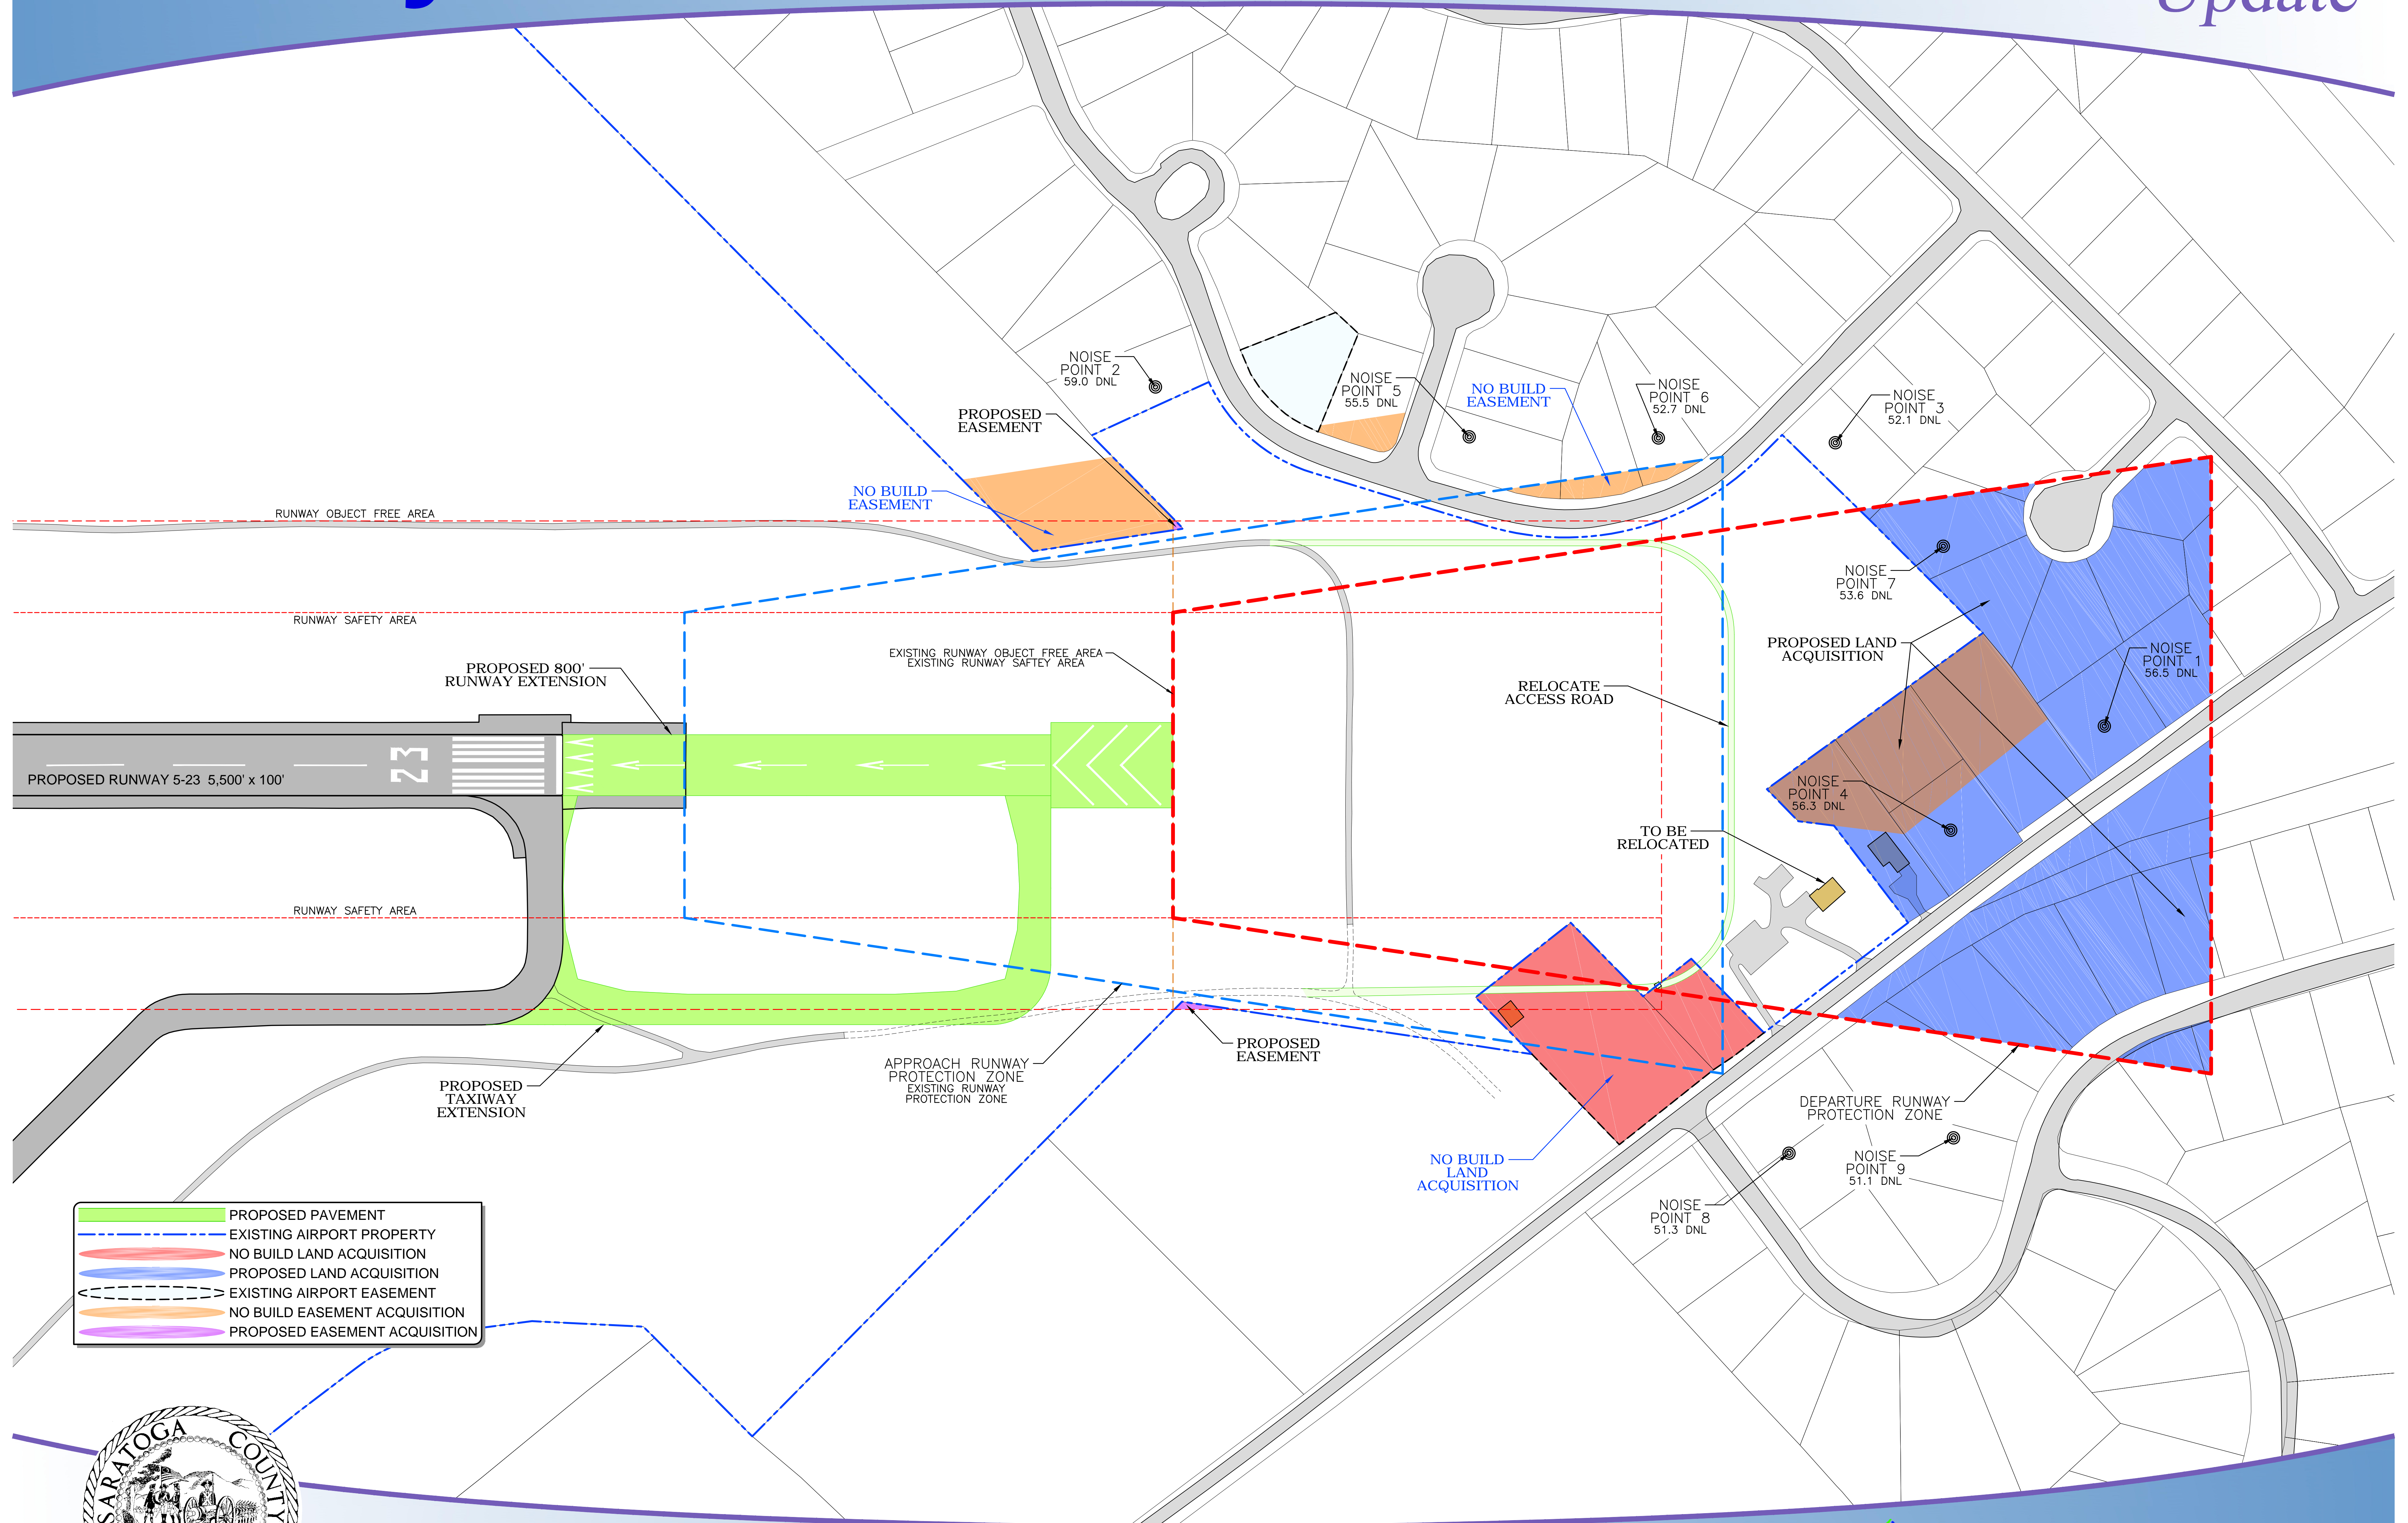 Update
NOISE
POINT 2
59.0 DNL
NOISE
POINT 5
55.5 DNL
NO BUILD
EASEMENT
NOISE
POINT 6
52.7 DNL
NOISE
POINT 3
52.1 DNL
PROPOSED
EASEMENT
NO BUILD
EASEMENT
RUNWAY OBJECT FREE AREA
NOISE
POINT 7
53.6 DNL
RUNWAY SAFETY AREA
EXISTING RUNWAY OBJECT FREE AREA
EXISTING RUNWAY SAFTEY AREA
PROPOSED 800'
RUNWAY EXTENSION
PROPOSED LAND
ACQUISITION
NOISE
POINT 1
56.5 DNL
RELOCATE
ACCESS ROAD
23
PROPOSED RUNWAY 5-23 5,500' x 100'
NOISE
POINT 4
56.3 DNL
TO BE
RELOCATED
RUNWAY SAFETY AREA
PROPOSED
EASEMENT
APPROACH RUNWAY
PROTECTION ZONE
EXISTING RUNWAY
PROTECTION ZONE
PROPOSED
TAXIWAY
EXTENSION
DEPARTURE RUNWAY
PROTECTION ZONE
NO BUILD
LAND
ACQUISITION
NOISE
POINT 9
51.1 DNL
NOISE
POINT 8
51.3 DNL
PROPOSED PAVEMENT
EXISTING AIRPORT PROPERTY
NO BUILD LAND ACQUISITION
PROPOSED LAND ACQUISITION
EXISTING AIRPORT EASEMENT
NO BUILD EASEMENT ACQUISITION
PROPOSED EASEMENT ACQUISITION
SARATOGA COUNTY